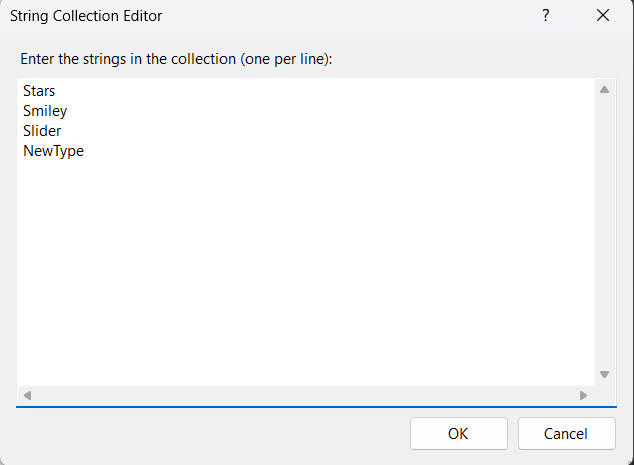 String Collection Editor
?
Enter the strings in the collection (one per line):
Stars
Smiley
Slider
NewType
OK
Cancel